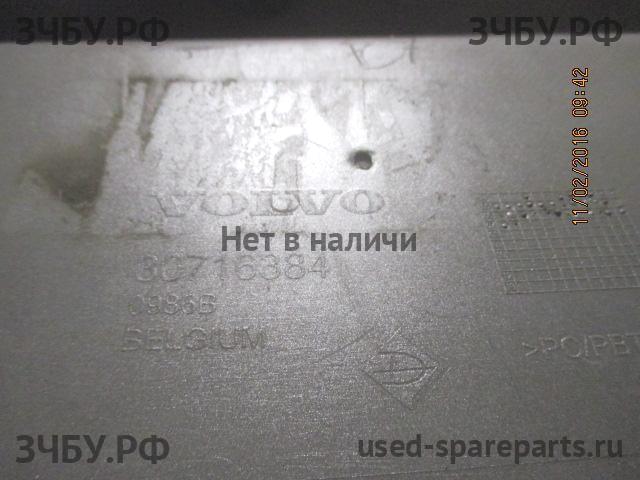 ЗЧБУ.РФ
ЗЧБУ.РФ
11/02/2016 09:42
VOLVO
Нет в наличи
30716384
0986B
BELGIUM
>PC/PBT
ЗЧБУ.РФ
used-spareparts.ru